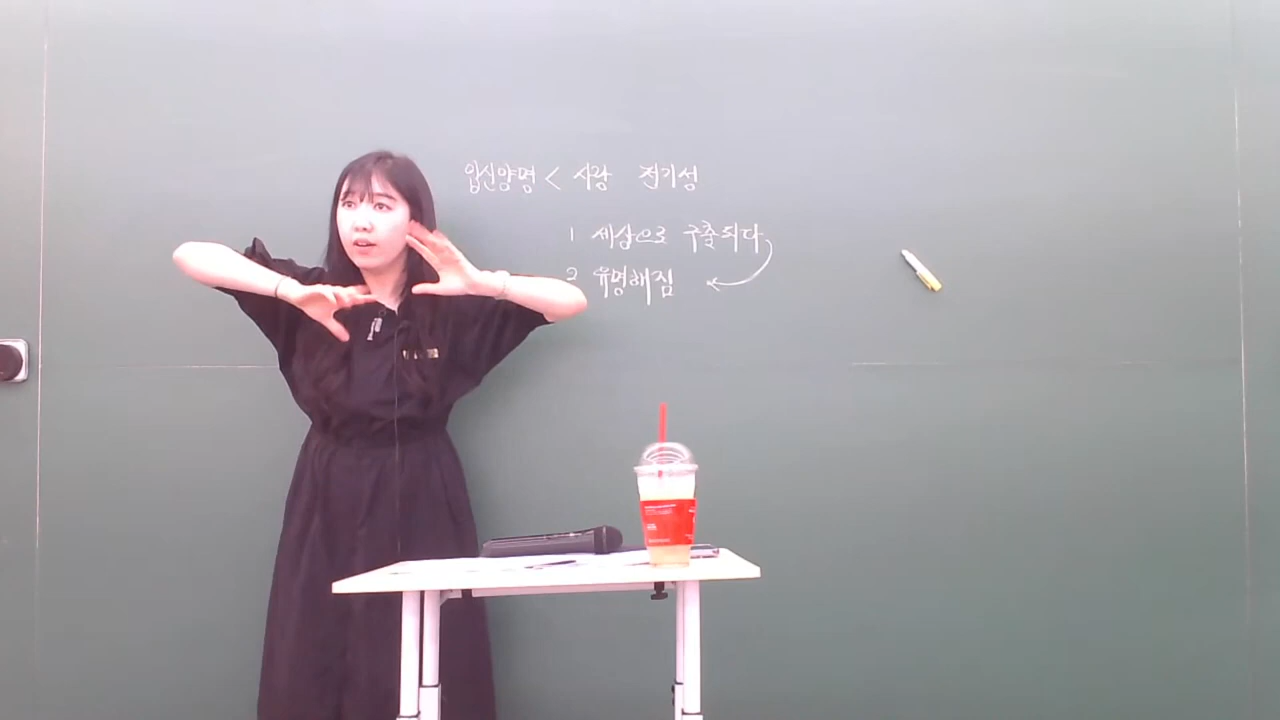 입신양명 < 사랑 전기성
1 세상으로 구출되다
2 유명해짐